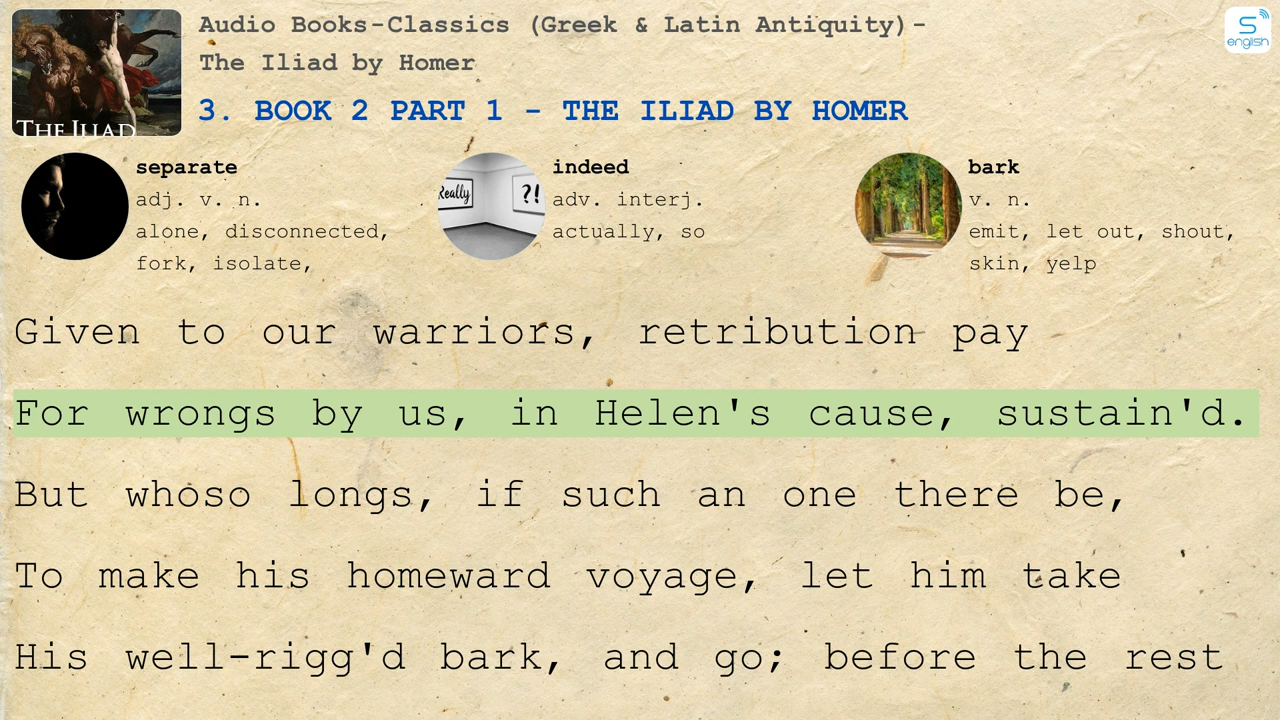 Audio Books-Classics (Greek & Latin Antiquity)-
The Iliad by Homer
3. BOOK 2 PART 1 - THE ILIAD BY HOMER
THE ILIAD
S
english
separate
adj. v. n.
alone, disconnected,
fork, isolate,
Really
?!
indeed
adv. interj.
actually, so
bark
v. n.
emit, let out, shout,
skin, yelp
Given to our warriors, retribution pay
For wrongs by us, in Helen's cause, sustain'd.
But whoso longs, if such an one there be,
To make his homeward voyage, let him take
His well-rigg'd bark, and go; before the rest